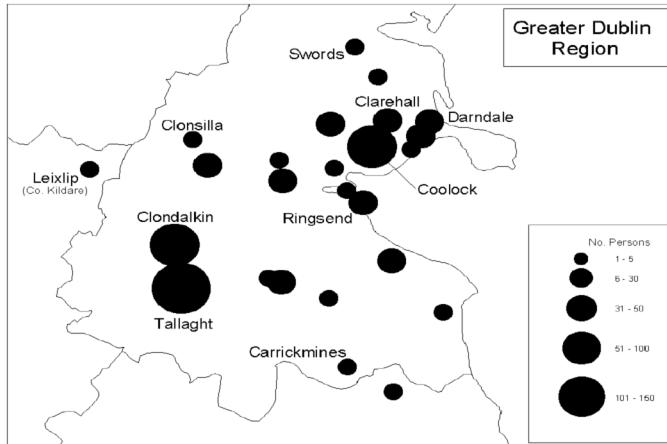 Greater Dublin
Region
Swords
Clarehall
Darndale
Clonsilla
Leixlip
(Co. Kildare)
Coolock
Clondalkin
Ringsend
Tallaght
Carrickmines
No. Persons
1 - 5
6 - 30
31 - 50
51 - 100
101 - 150